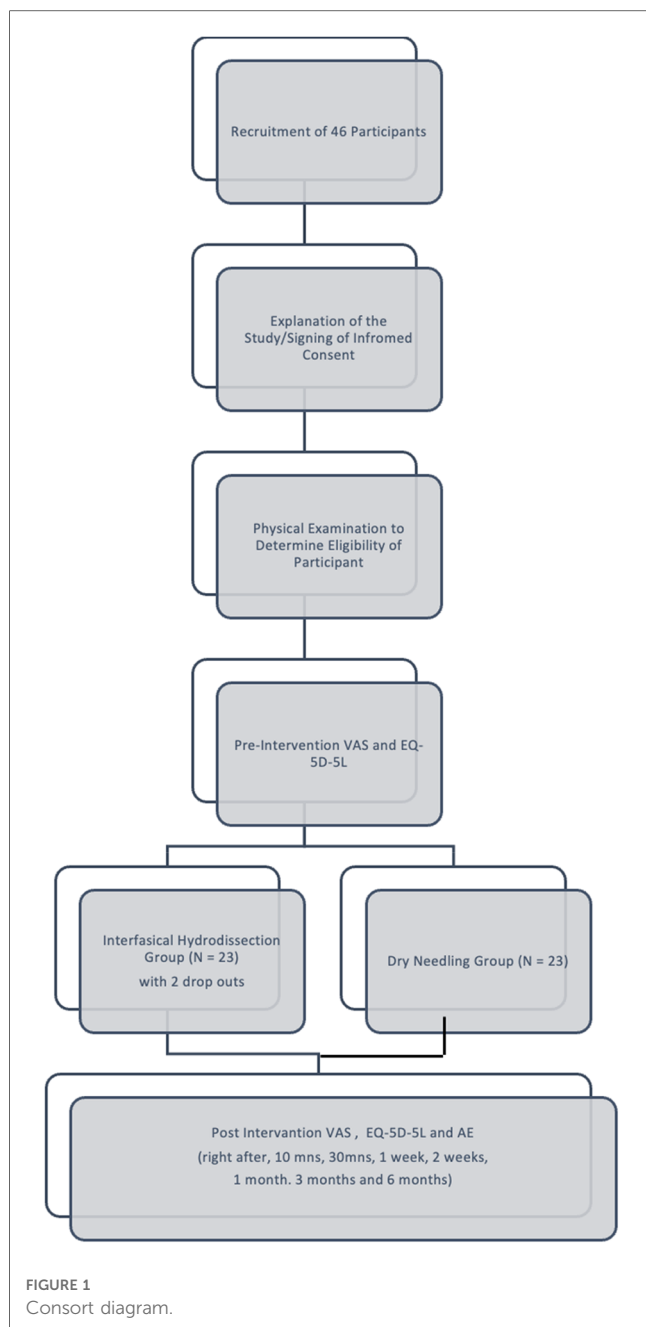 Recruitment of 46 Participants
Explanation of the
Study/Signing of Infromed
Consent
Physical Examination to
Determine Eligibility of
Participant
Pre-Intervention VAS and EQ-
5D-5L
Interfasical Hydrodissection
Group (N = 23)
with 2 drop outs
Dry Needling Group (N = 23)
Post Intervantion VAS , EQ-5D-5L and AE
(right after, 10 mns, 30mns, 1 week, 2 weeks,
1 month. 3 months and 6 months)
FIGURE 1
Consort diagram.